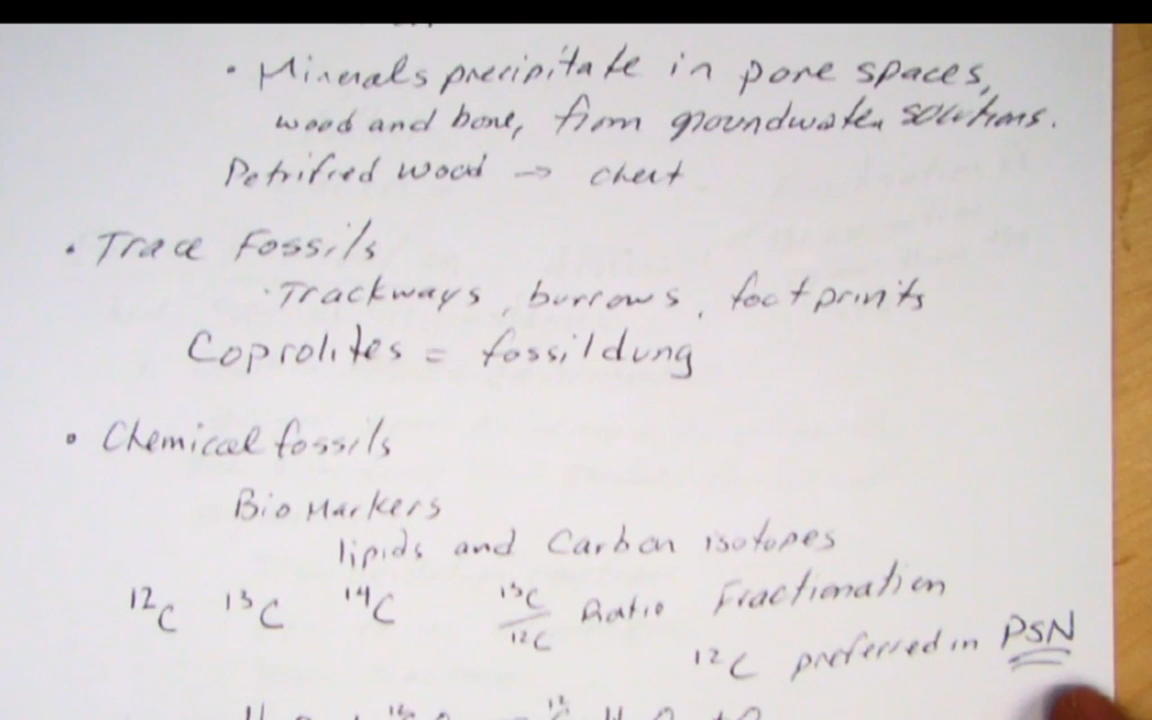 • Minerals precipitate in pore spaces,
wood and bone, from groundwater solutions.
Petrified wood → chert
• Trace Fossils
• Trackways, burrows, footprints
Coprolites = fossil dung
• Chemical fossils
Bio Markers
lipids and Carbon isotopes
¹²C ¹³C ¹⁴C ¹³C/¹²C Ratio Fractionation
¹²C preferred in PSN